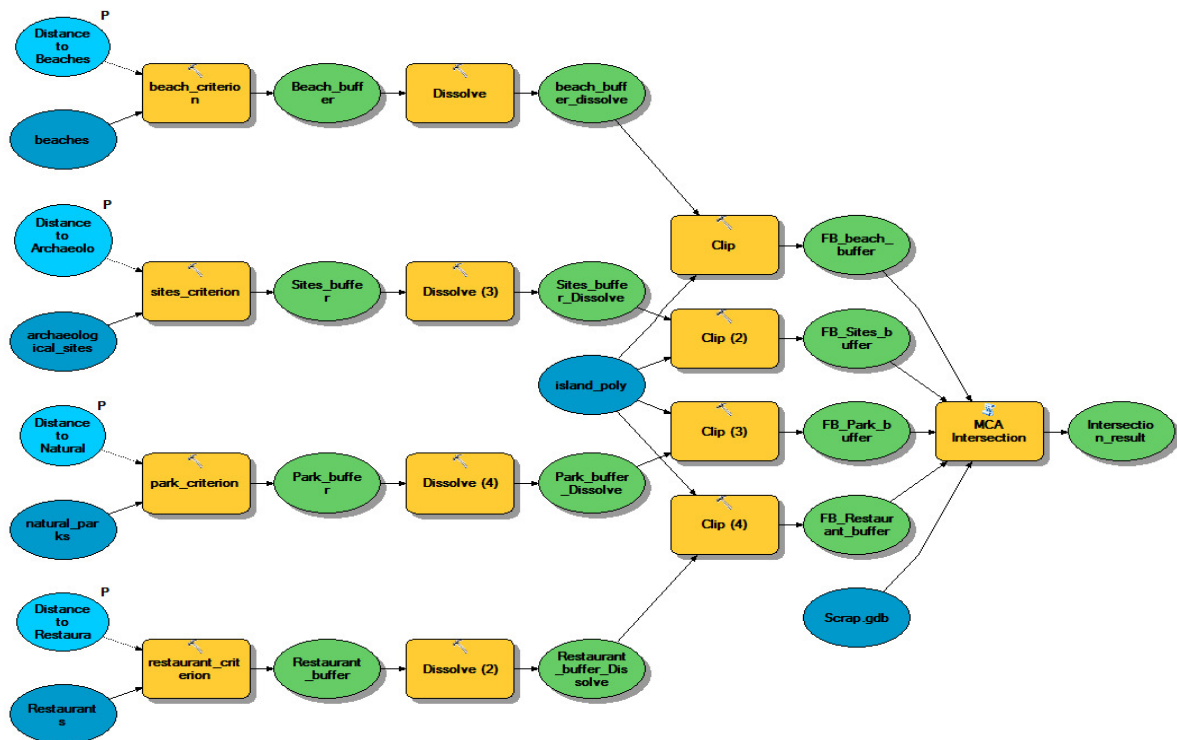 P
Distance
to
Beaches
beach_criterio
n
Beach_buff
er
Dissolve
beach_buf
fer_dissolve
beaches
P
Distance
to
Archaeolo
sites_criterion
Sites_buffe
r
Dissolve (3)
Sites_buffe
r_Dissolve
archaeolog
ical_sites
Clip
FB_beach_
buffer
Clip (2)
FB_Sites_b
uffer
island_poly
Clip (3)
FB_Park_b
uffer
MCA
Intersection
Intersectio
n_result
P
Distance
to
Natural
park_criterion
Park_buffe
r
Dissolve (4)
Park_buffer
_Dissolve
natural_par
ks
Clip (4)
FB_Restaur
ant_buffer
Scrap.gdb
P
Distance
to
Restaura
restaurant_crit
erion
Restaurant
_buffer
Dissolve (2)
Restaurant
_buffer_Dis
solve
Restaurant
s